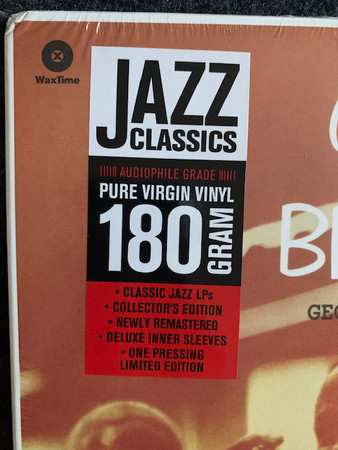 WaxTime
JAZZ
CLASSICS
AUDIOPHILE GRADE
PURE VIRGIN VINYL
180 GRAM
• CLASSIC JAZZ LPs
• COLLECTOR'S EDITION
• NEWLY REMASTERED
• DELUXE INNER SLEEVES
• ONE PRESSING
LIMITED EDITION